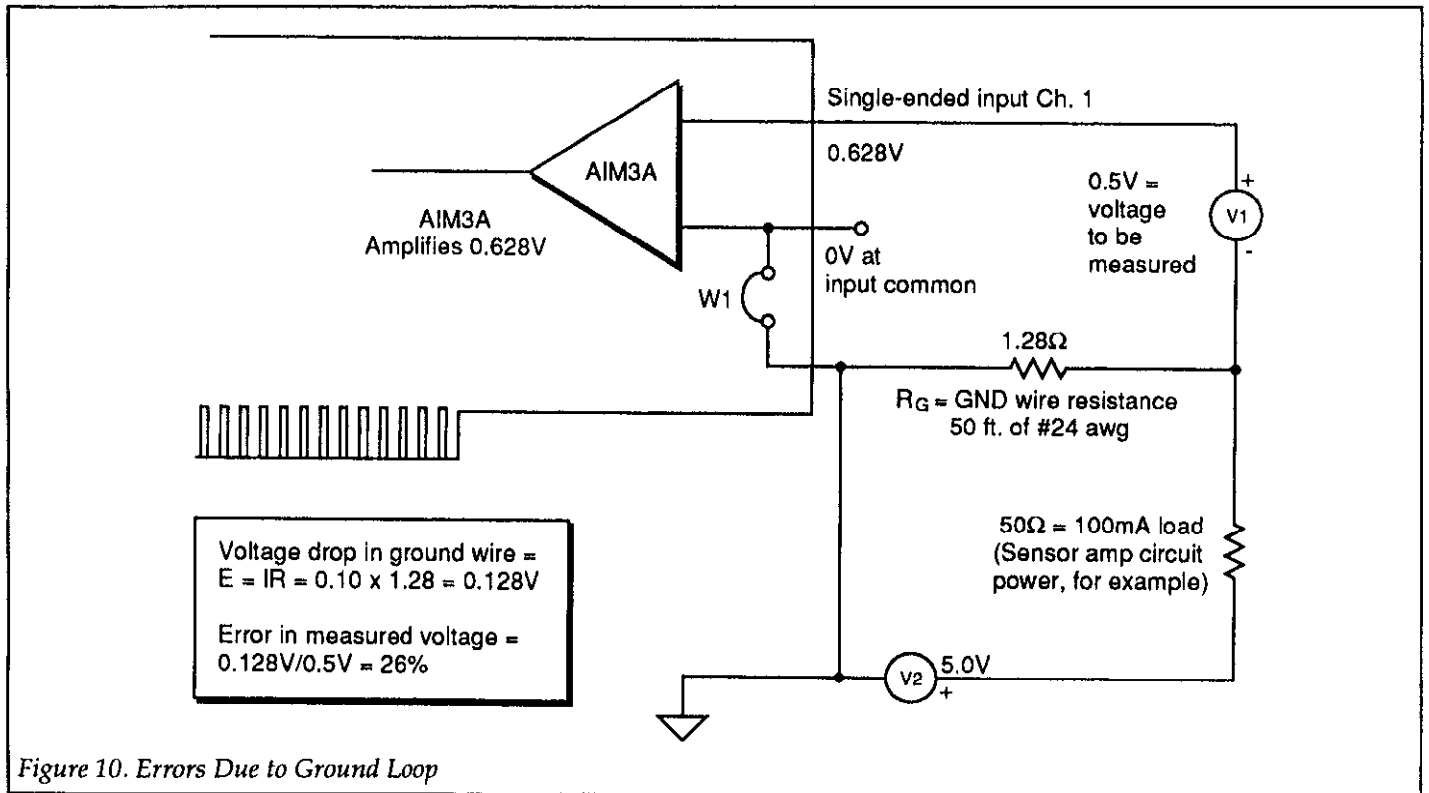 Single-ended input Ch. 1
0.628V
AIM3A
AIM3A
Amplifies 0.628V
0V at
input common
W1
0.5V =
voltage
to be
measured
+
V1
-
1.28Ω
RG = GND wire resistance
50 ft. of #24 awg
50Ω = 100mA load
(Sensor amp circuit
power, for example)
V2
5.0V
+
Voltage drop in ground wire =
E = IR = 0.10 x 1.28 = 0.128V
Error in measured voltage =
0.128V/0.5V = 26%
Figure 10. Errors Due to Ground Loop